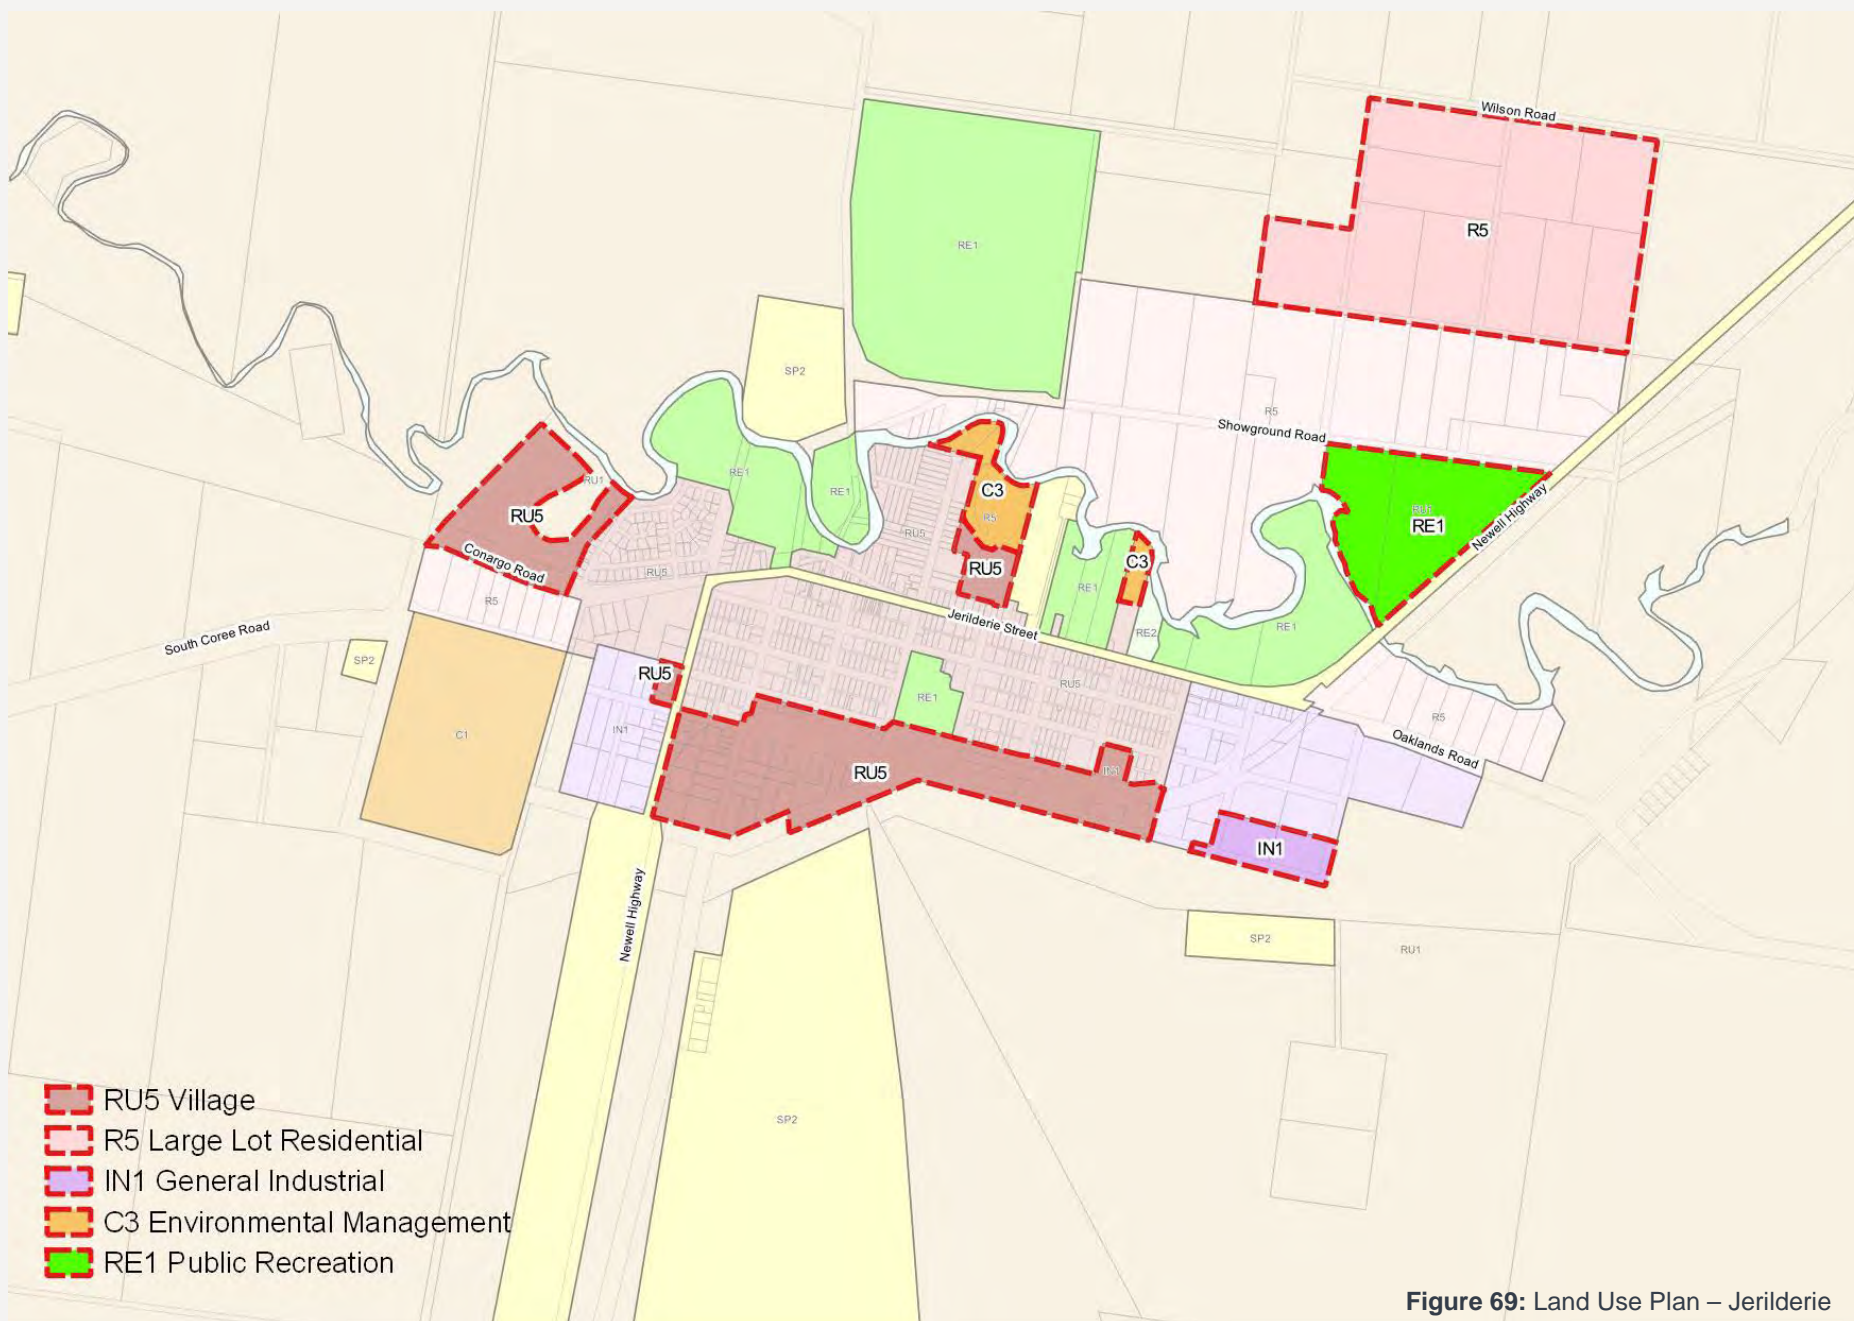 Wilson Road
R5
RE1
SP2
R5
Showground Road
RE1
RE1
C3
R5
RU1
RU5
RE1
Newell Highway
RU5
Conargo Road
RU5
RU5
C3
RE1
R5
Jerilderie Street
RE2
RE1
South Coree Road
SP2
RU5
RE1
RU5
R5
C1
IN1
Oaklands Road
RU5
IN1
Newell Highway
SP2
RU1
SP2
RU5 Village
R5 Large Lot Residential
IN1 General Industrial
C3 Environmental Management
RE1 Public Recreation
Figure 69: Land Use Plan – Jerilderie